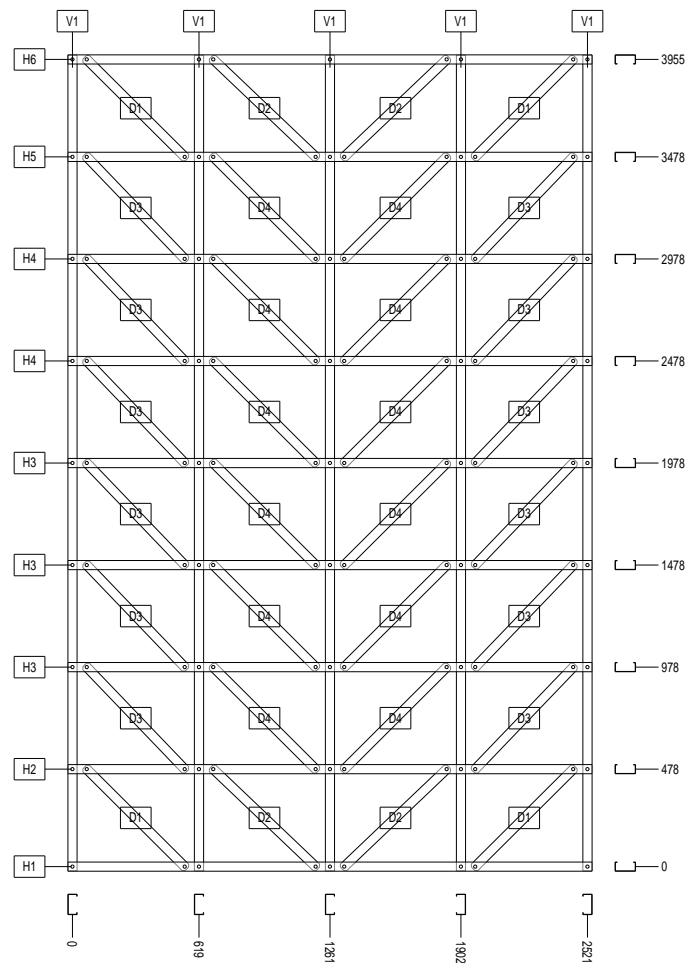 V1 V1 V1 V1 V1
H6 3955
D1 D2 D2 D1
H5 3478
D3 D4 D4 D3
H4 2978
D3 D4 D4 D3
H4 2478
D3 D4 D4 D3
H3 1978
D3 D4 D4 D3
H3 1478
D3 D4 D4 D3
H3 978
D3 D4 D4 D3
H2 478
D1 D2 D2 D1
H1 0
0 619 1261 1902 2521